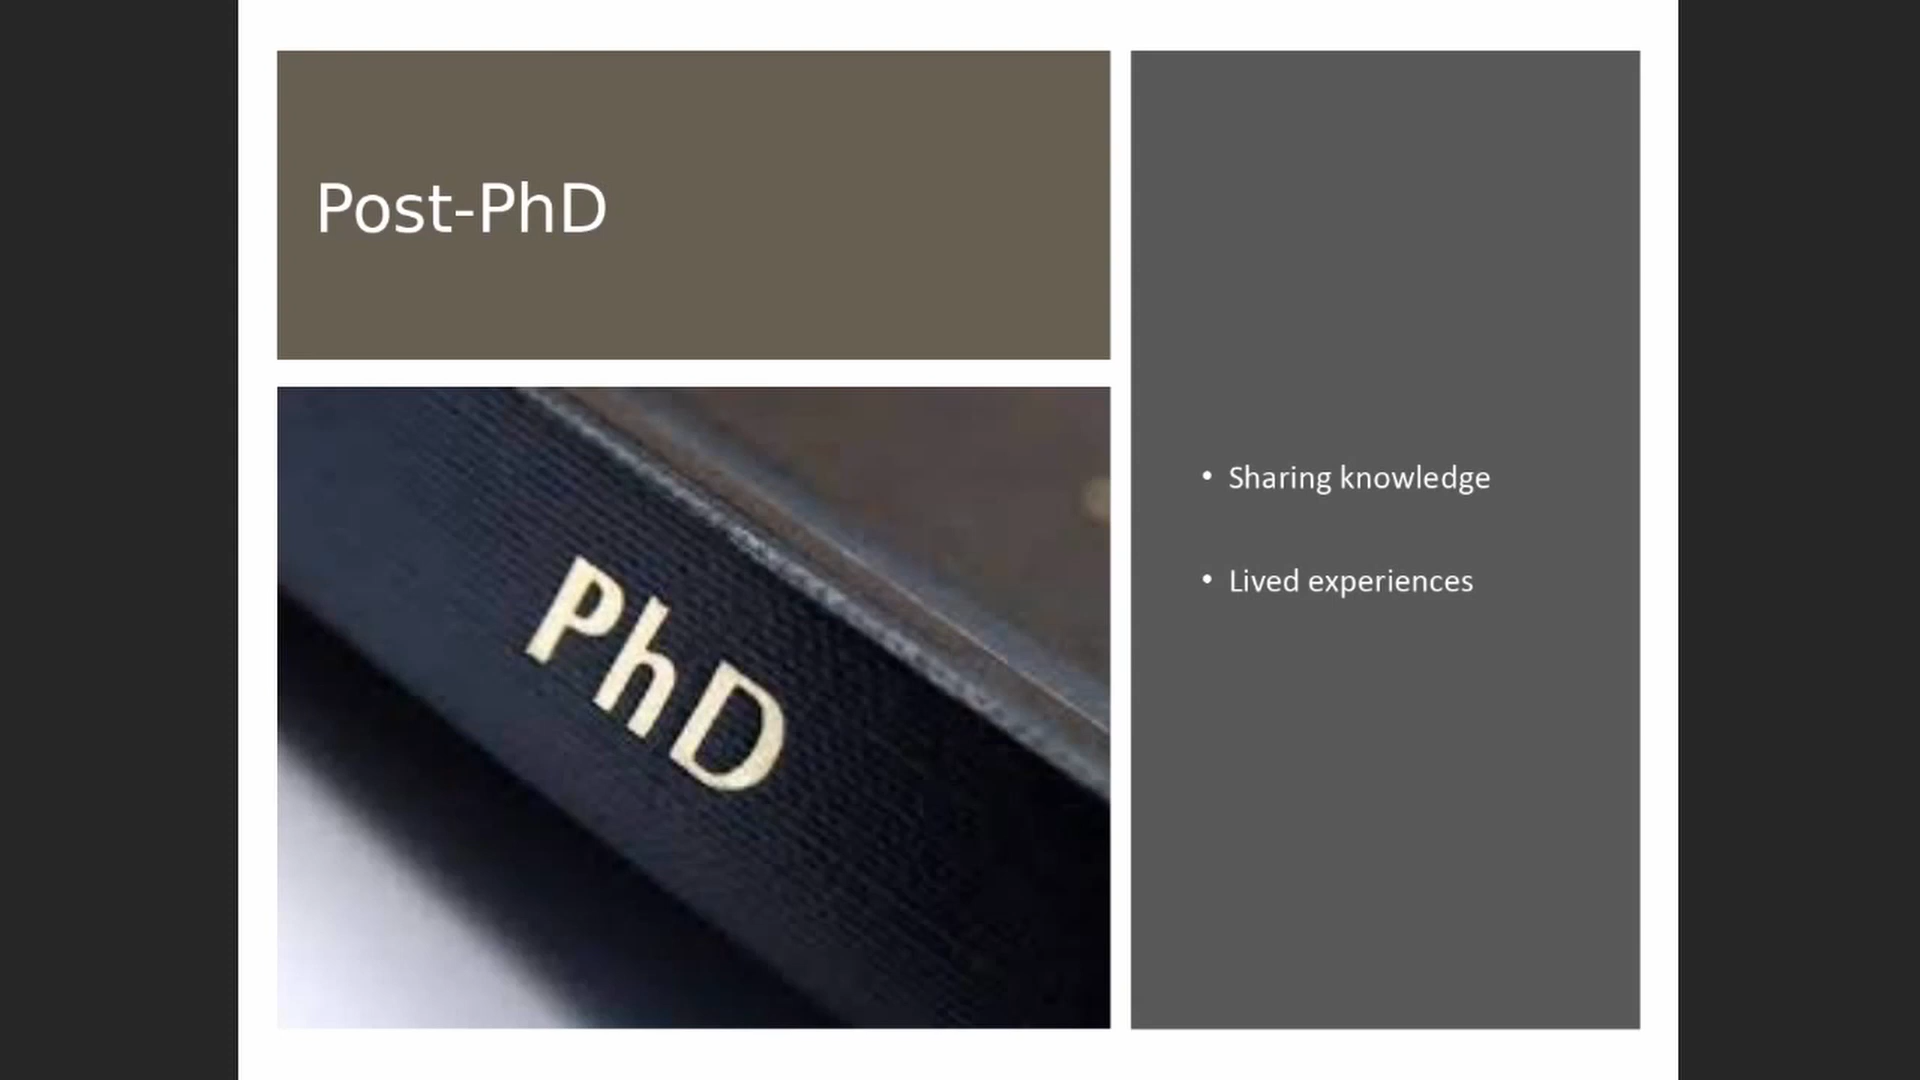 Post-PhD
PhD
• Sharing knowledge
• Lived experiences